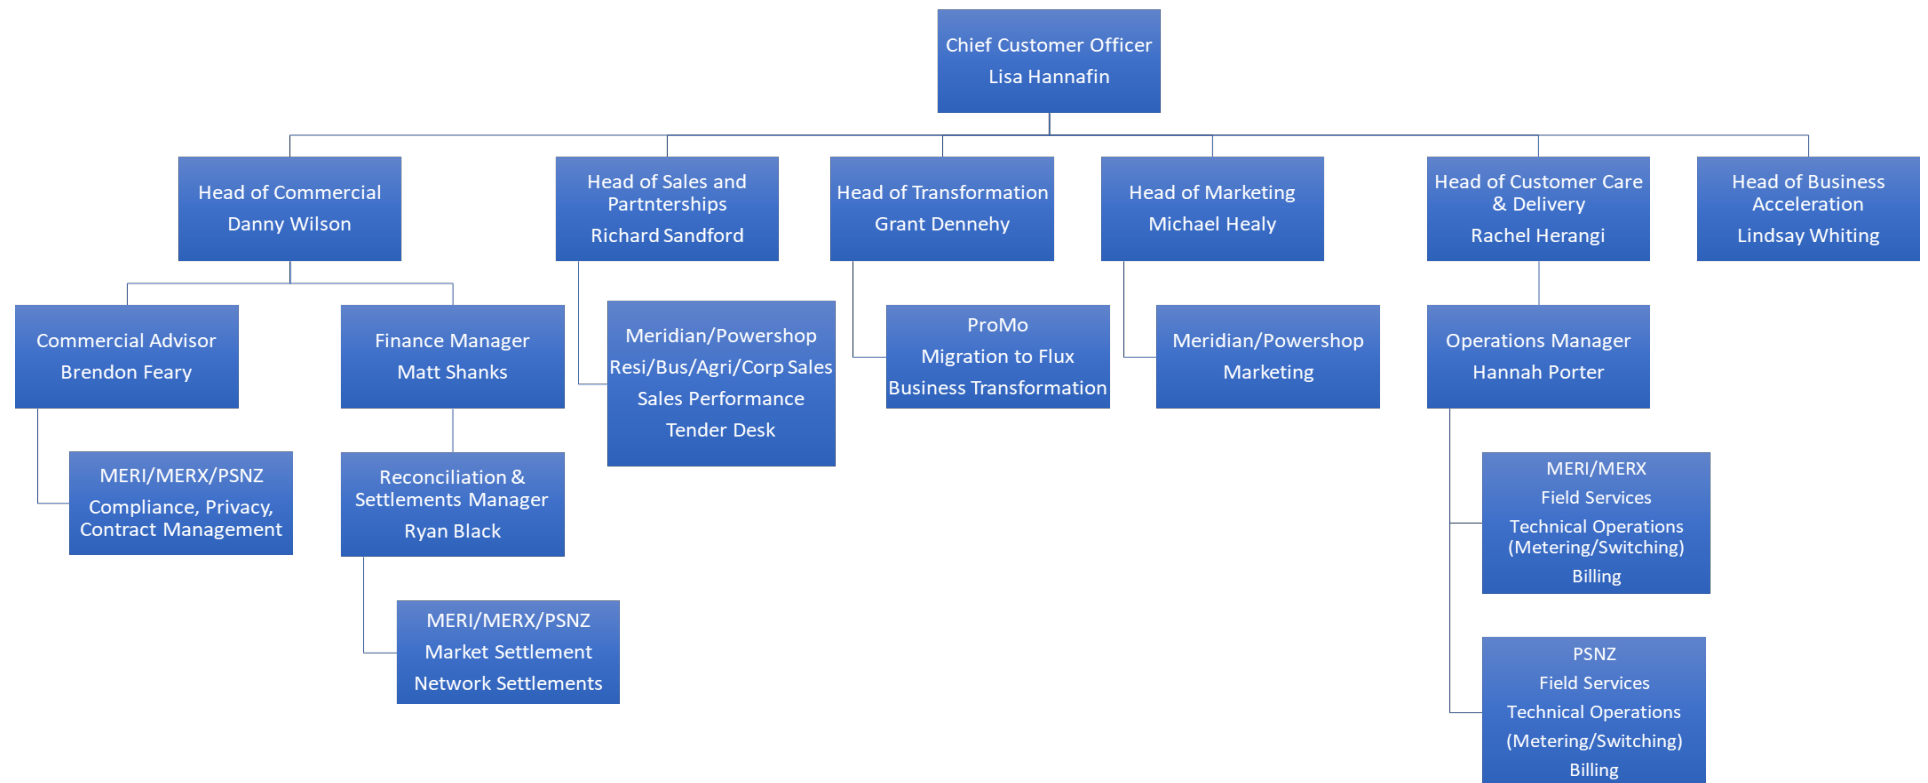 Chief Customer Officer
Lisa Hannafin
Head of Commercial
Danny Wilson
Head of Sales and
Partnterships
Richard Sandford
Head of Transformation
Grant Dennehy
Head of Marketing
Michael Healy
Head of Customer Care
& Delivery
Rachel Herangi
Head of Business
Acceleration
Lindsay Whiting
Commercial Advisor
Brendon Feary
Finance Manager
Matt Shanks
Meridian/Powershop
Resi/Bus/Agri/Corp Sales
Sales Performance
Tender Desk
ProMo
Migration to Flux
Business Transformation
Meridian/Powershop
Marketing
Operations Manager
Hannah Porter
MERI/MERX/PSNZ
Compliance, Privacy,
Contract Management
Reconciliation &
Settlements Manager
Ryan Black
MERI/MERX
Field Services
Technical Operations
(Metering/Switching)
Billing
MERI/MERX/PSNZ
Market Settlement
Network Settlements
PSNZ
Field Services
Technical Operations
(Metering/Switching)
Billing